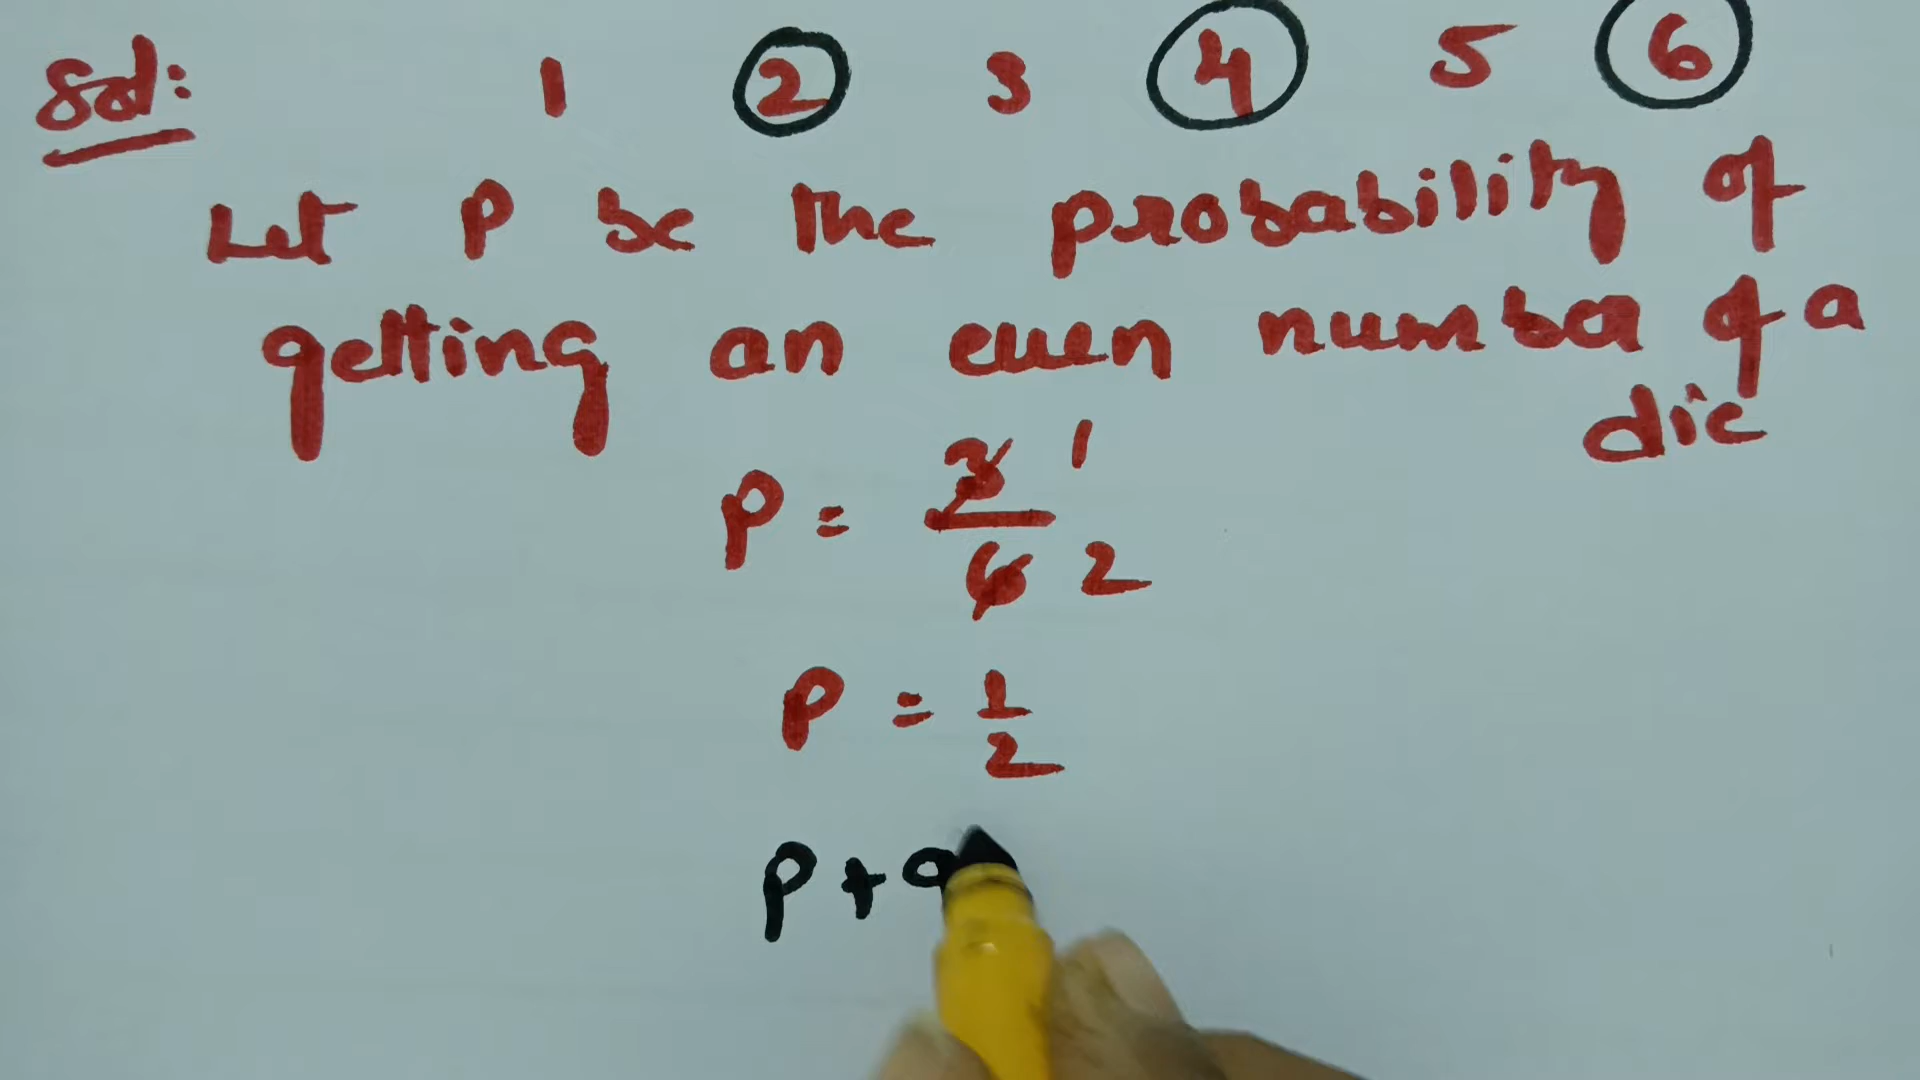 Sol:
1 2 3 4 5 6
Let P be the probability of
getting an even number of a
die
P = 3/6 1 2
P = 1/2
P + q